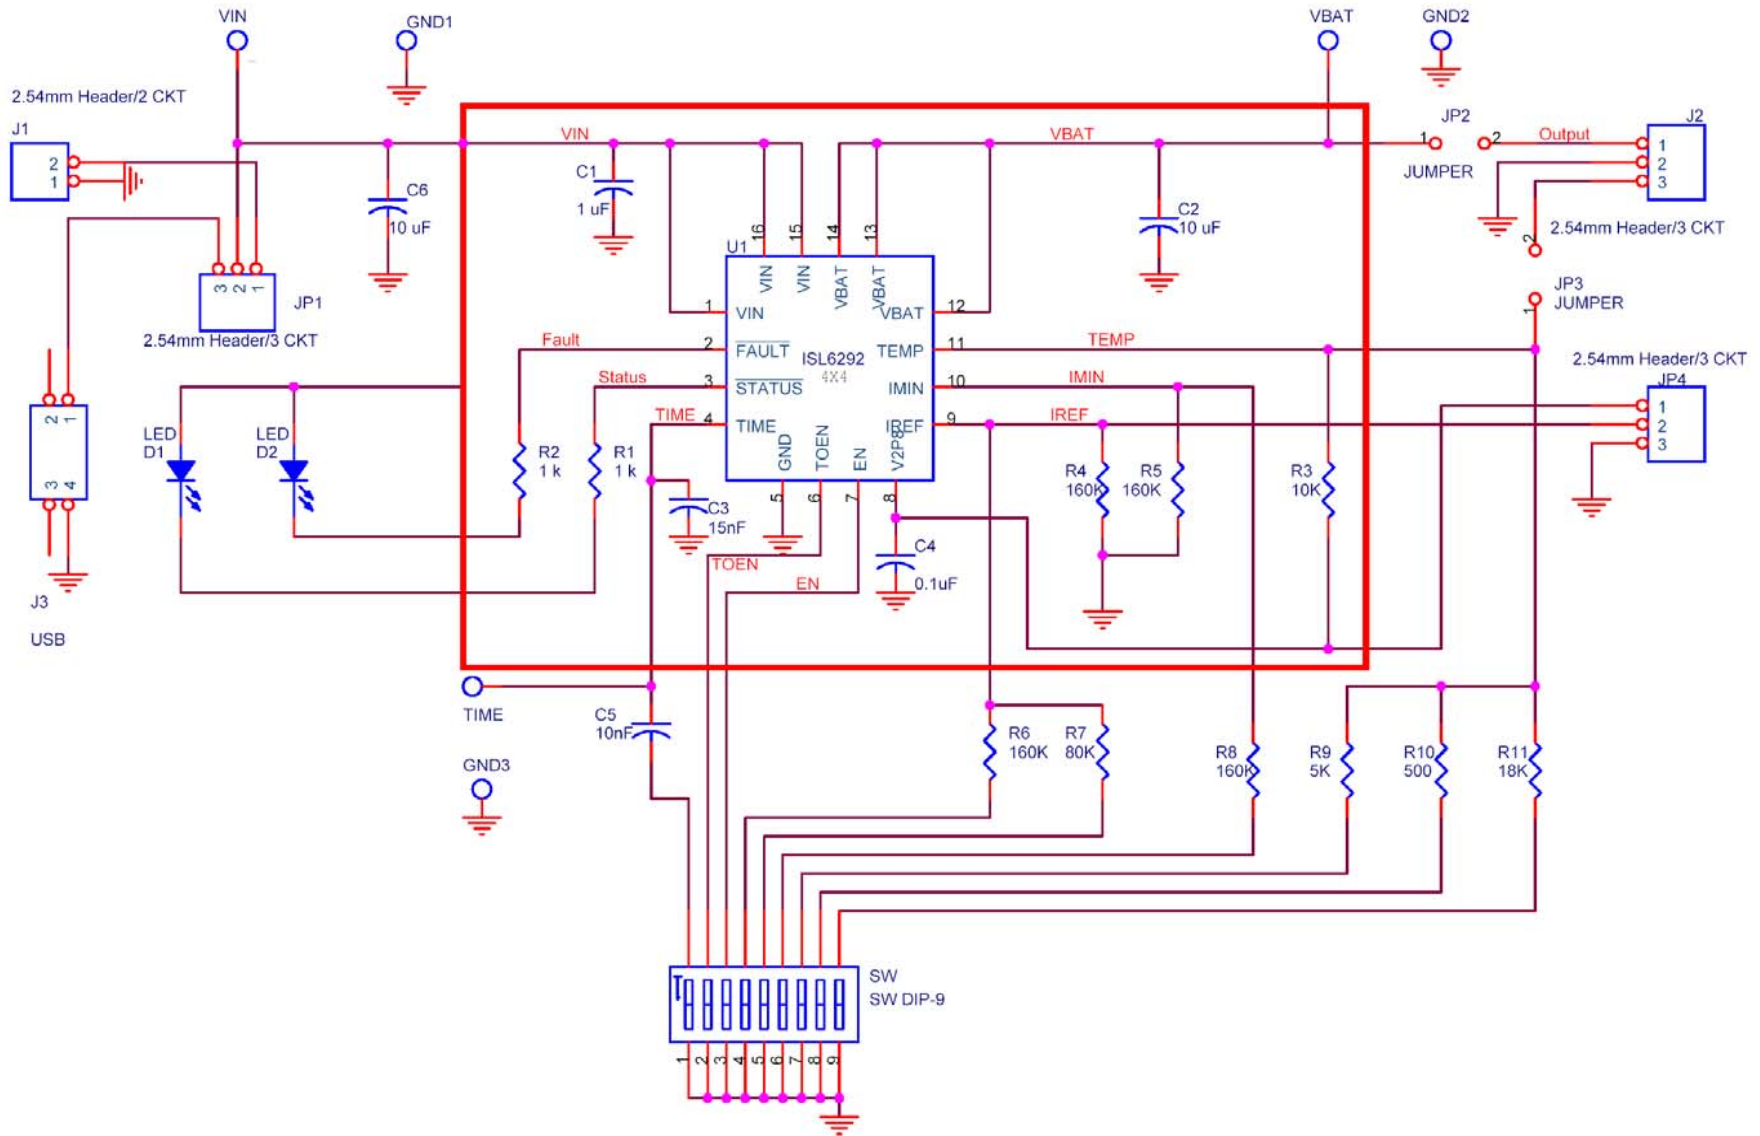 VIN
GND1
VBAT
GND2
2.54mm Header/2 CKT
J1
2
1
VIN
VBAT
JP2
1
2
JUMPER
Output
J2
1
2
3
2.54mm Header/3 CKT
C6
10 uF
C1
1 uF
C2
10 uF
3
2
1
JP1
2.54mm Header/3 CKT
U1
16
15
14
13
VIN
VIN
VBAT
VBAT
2
JP3
JUMPER
1
1
VIN
VBAT
12
Fault
2
FAULT
TEMP
11
TEMP
ISL6292
4X4
Status
3
STATUS
IMIN
10
IMIN
TIME
4
TIME
IREF
9
IREF
GND
TOEN
EN
V2P8
5
6
7
8
2.54mm Header/3 CKT
JP4
1
2
3
2
1
3
4
J3
USB
LED
D1
LED
D2
R2
1 k
R1
1 k
C3
15nF
TOEN
EN
C4
0.1uF
R4
160K
R5
160K
R3
10K
TIME
C5
10nF
GND3
R6
160K
R7
80K
R8
160K
R9
5K
R10
500
R11
18K
SW
SW DIP-9
1
2
3
4
5
6
7
8
9